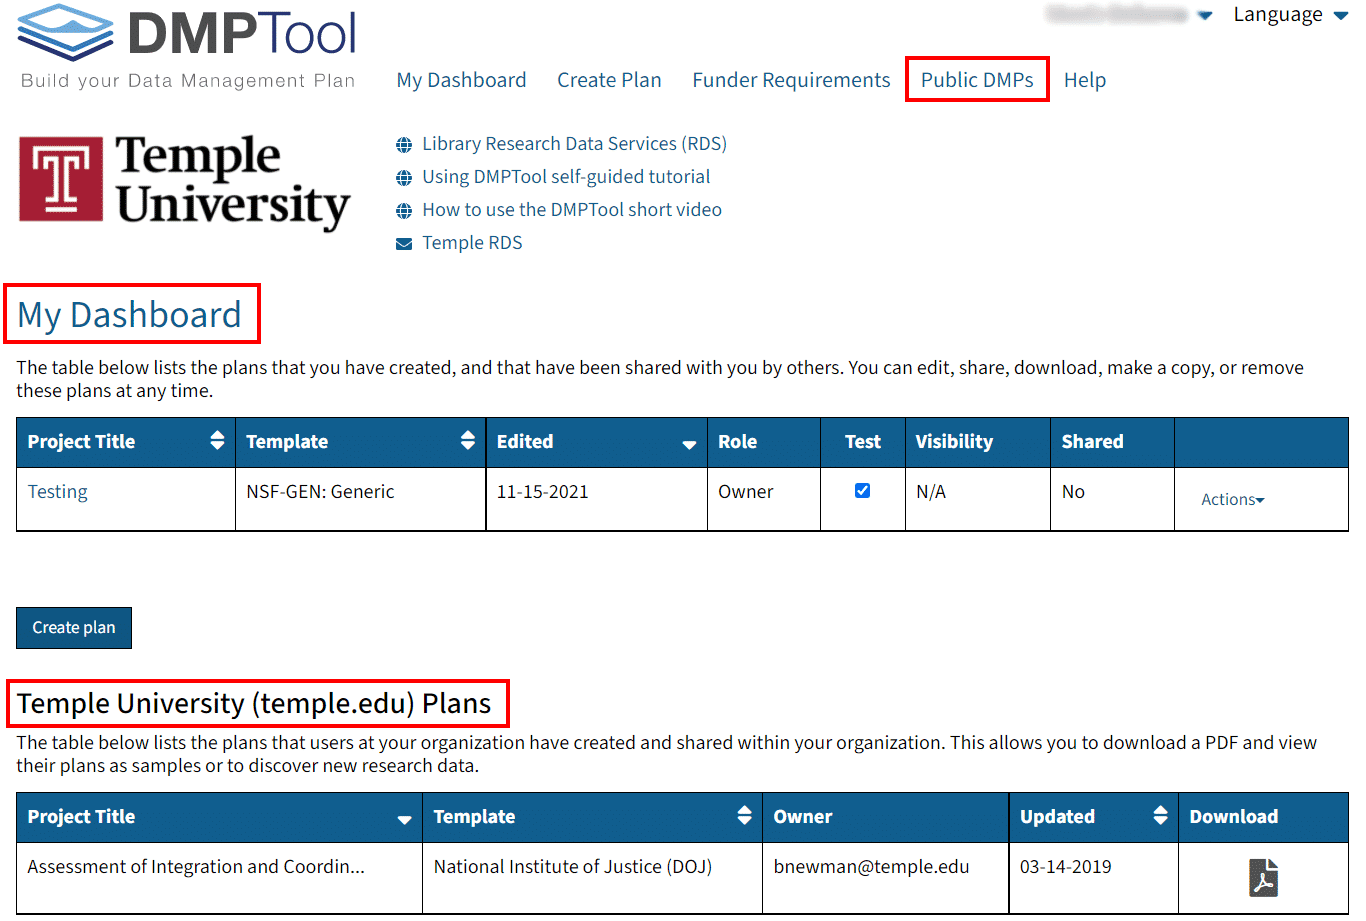 DMPTool
Build your Data Management Plan
Language
My Dashboard Create Plan Funder Requirements Public DMPs Help
Temple
University
Library Research Data Services (RDS)
Using DMPTool self-guided tutorial
How to use the DMPTool short video
Temple RDS
My Dashboard
The table below lists the plans that you have created, and that have been shared with you by others. You can edit, share, download, make a copy, or remove
these plans at any time.
Project Title Template Edited Role Test Visibility Shared
Testing NSF-GEN: Generic 11-15-2021 Owner N/A No Actions
Create plan
Temple University (temple.edu) Plans
The table below lists the plans that users at your organization have created and shared within your organization. This allows you to download a PDF and view
their plans as samples or to discover new research data.
Project Title Template Owner Updated Download
Assessment of Integration and Coordin... National Institute of Justice (DOJ) bnewman@temple.edu 03-14-2019